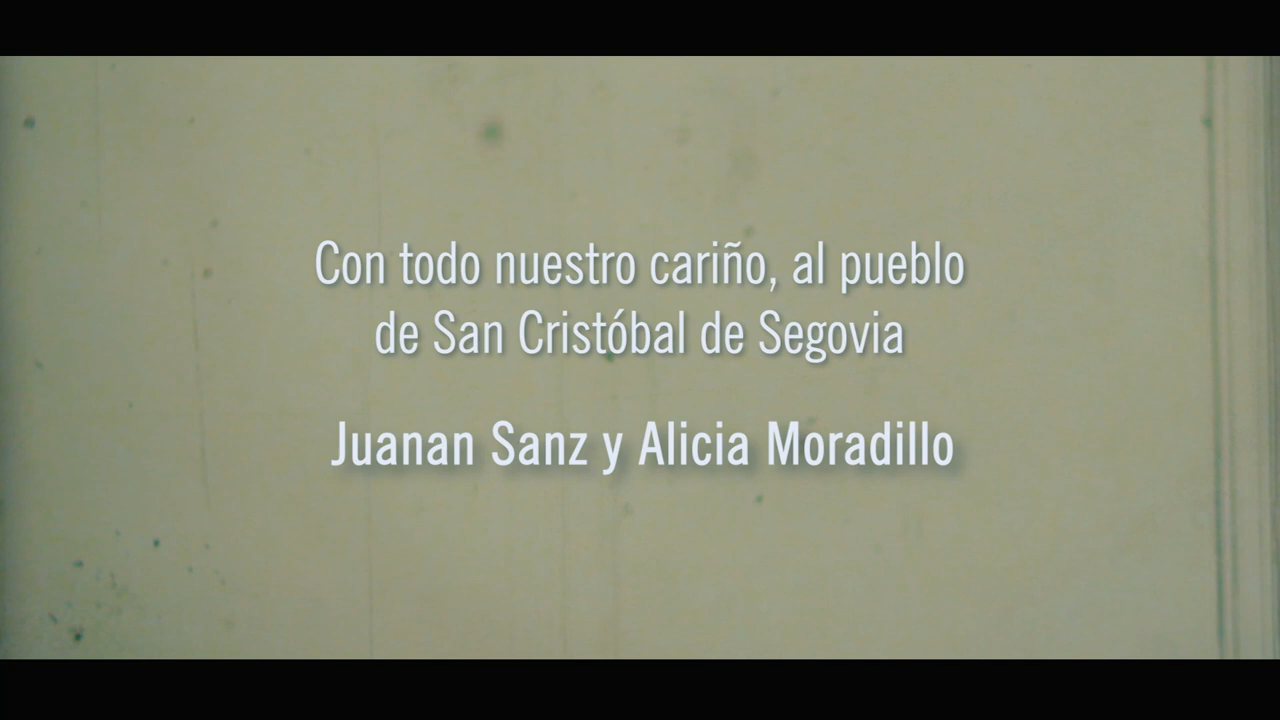 Con todo nuestro cariño, al pueblo
de San Cristóbal de Segovia
Juanan Sanz y Alicia Moradillo